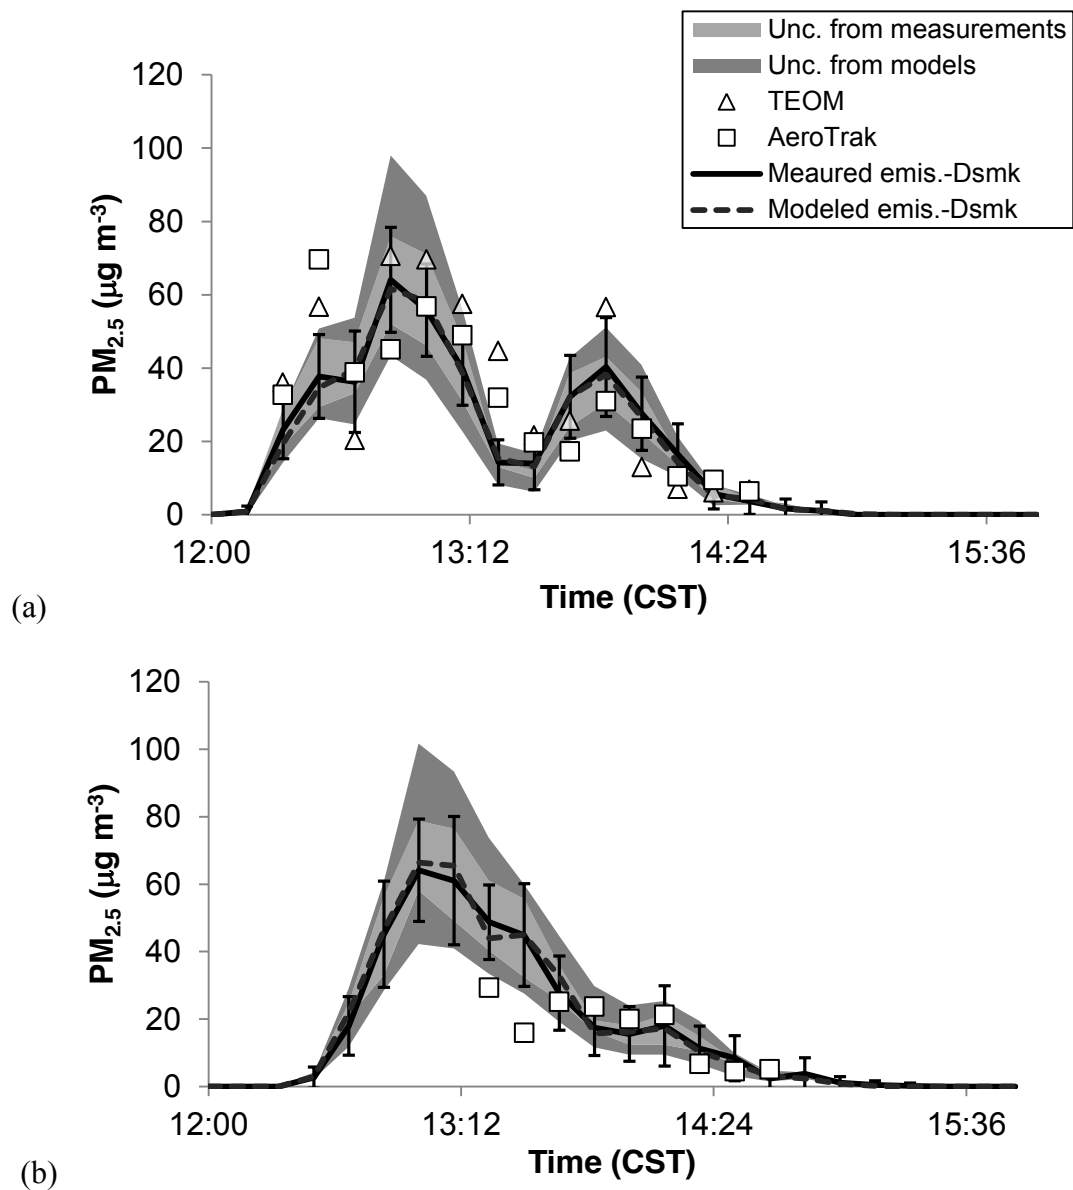 Unc. from measurements
Unc. from models
TEOM
AeroTrak
Meaured emis.-Dsmk
Modeled emis.-Dsmk
120
100
80
60
40
20
0
PM2.5 (µg m-3)
12:00 13:12 14:24 15:36
Time (CST)
(a)
120
100
80
60
40
20
0
PM2.5 (µg m-3)
12:00 13:12 14:24 15:36
Time (CST)
(b)